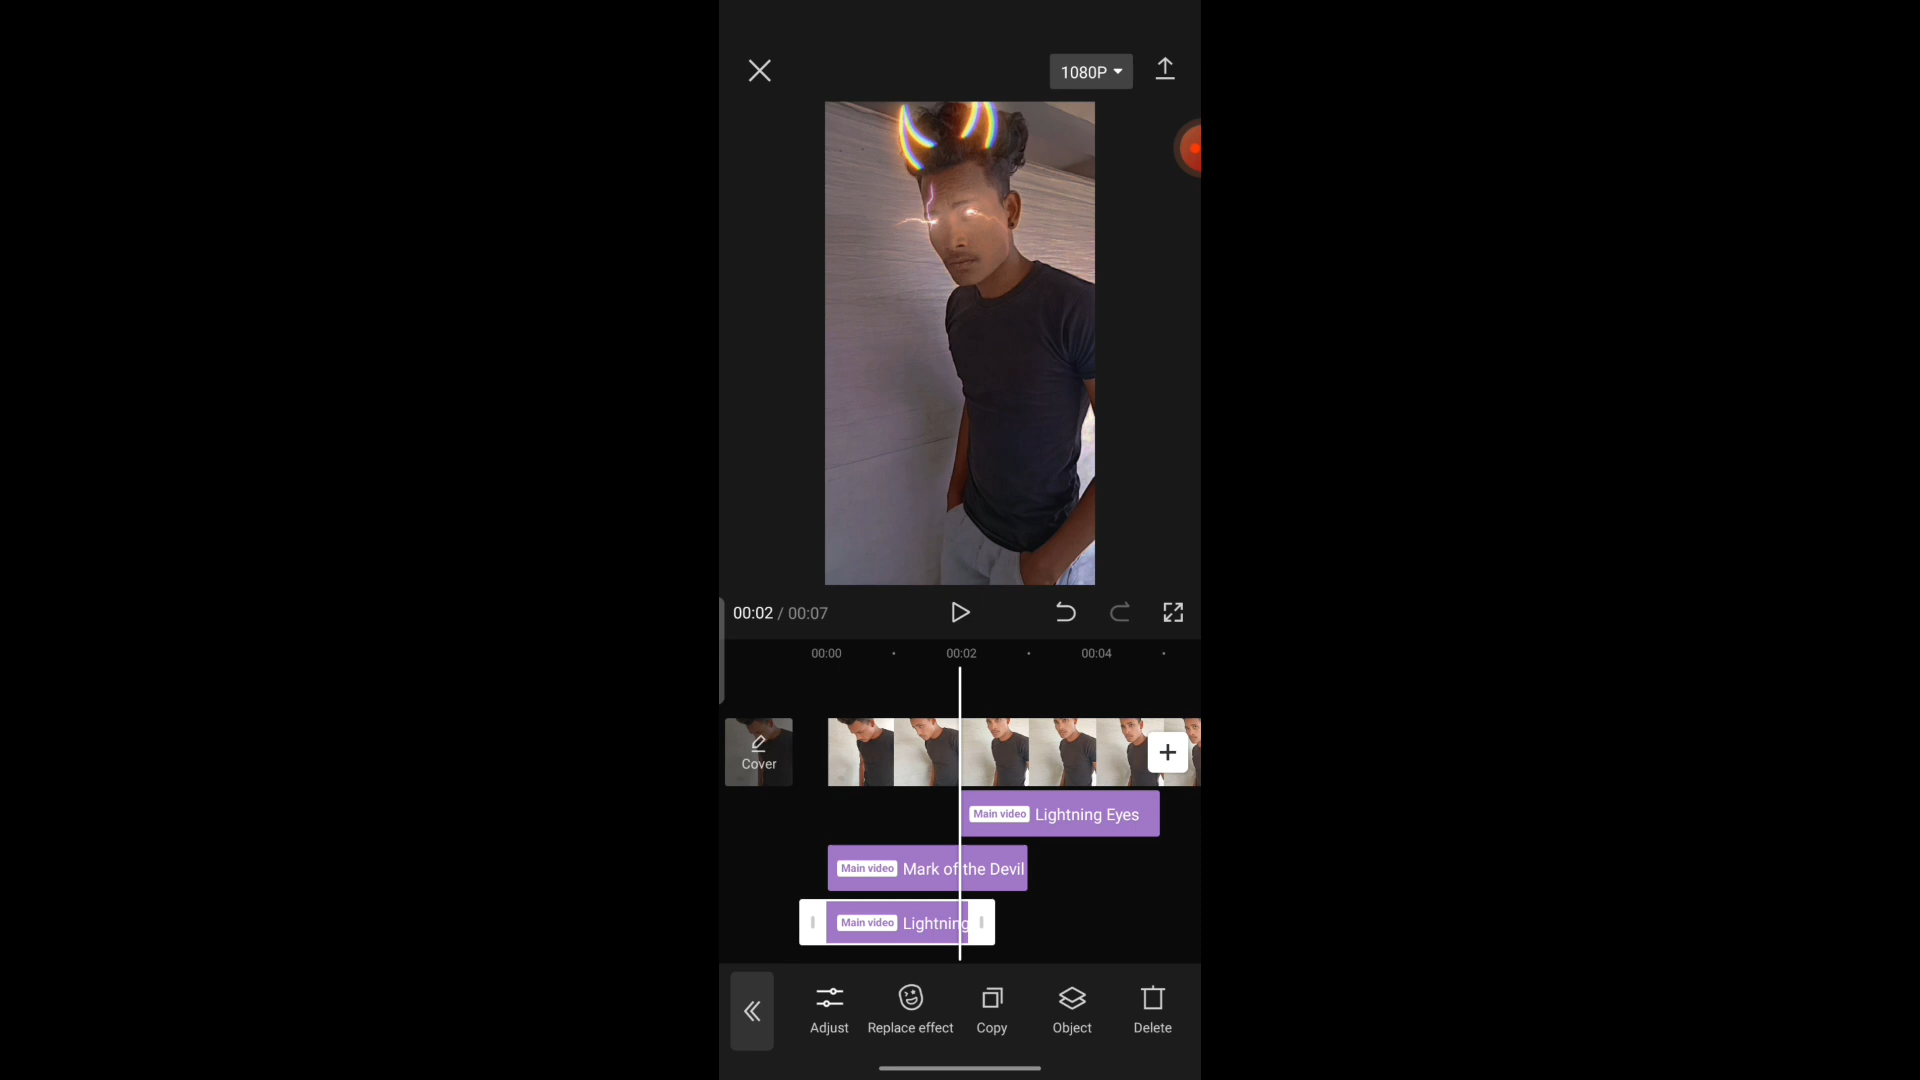 1080P
00:02 / 00:07
00:00 00:02 00:04
Cover
Main video Lightning Eyes
Main video Mark of the Devil
Main video Lightning
Adjust Replace effect Copy Object Delete